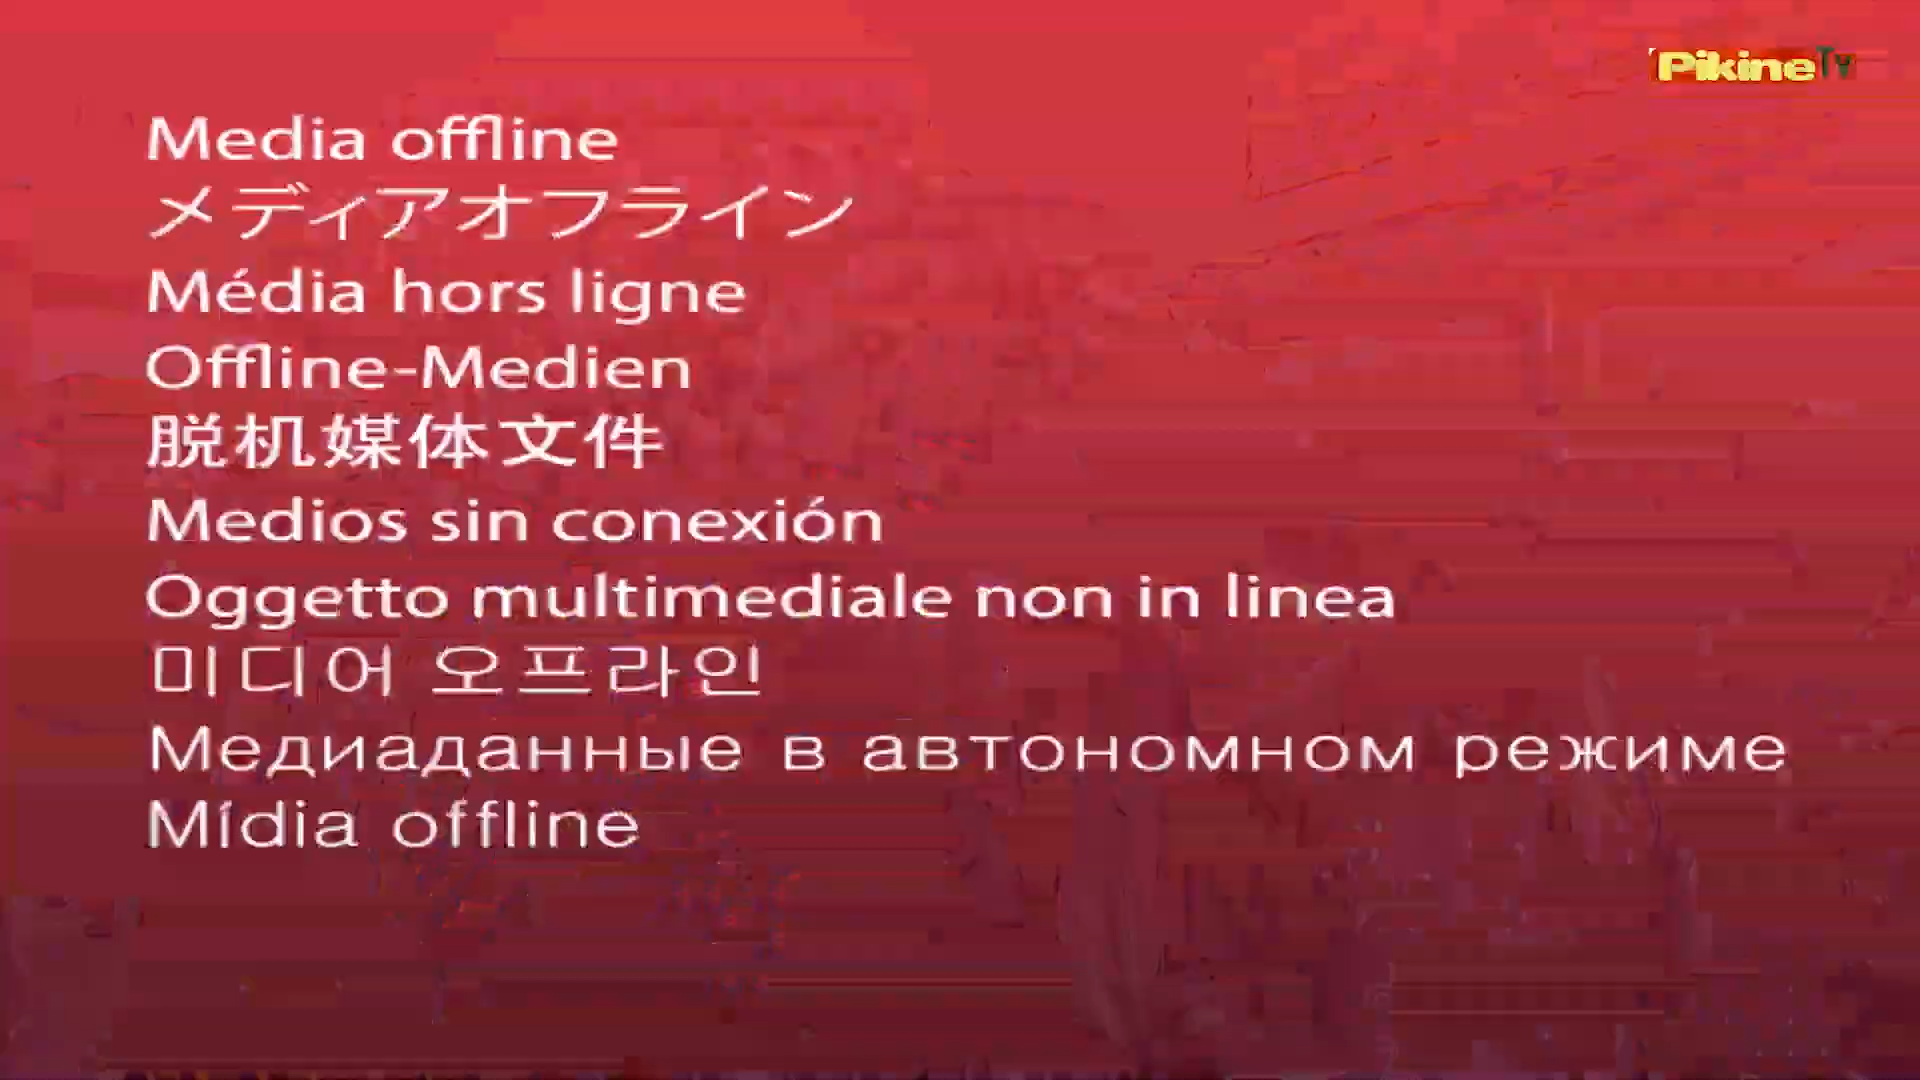 PikineTv
Media offline
メディアオフライン
Média hors ligne
Offline-Medien
脱机媒体文件
Medios sin conexión
Oggetto multimediale non in linea
미디어 오프라인
Медиаданные в автономном режиме
Mídia offline